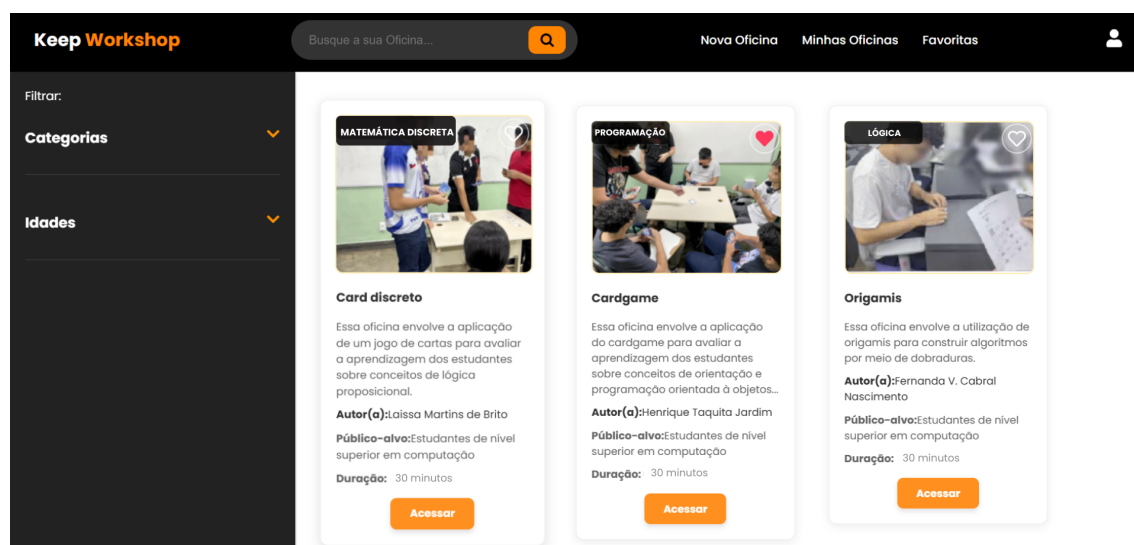 Keep Workshop
Busque a sua Oficina...
Nova Oficina
Minhas Oficinas
Favoritas
Filtrar:
Categorias
Idades
MATEMÁTICA DISCRETA
Card discreto
Essa oficina envolve a aplicação
de um jogo de cartas para avaliar
a aprendizagem dos estudantes
sobre conceitos de lógica
proposicional.
Autor(a):Laissa Martins de Brito
Público-alvo:Estudantes de nível
superior em computação
Duração: 30 minutos
Acessar
PROGRAMAÇÃO
Cardgame
Essa oficina envolve a aplicação
do cardgame para avaliar a
aprendizagem dos estudantes
sobre conceitos de orientação e
programação orientada à objetos...
Autor(a):Henrique Taquita Jardim
Público-alvo:Estudantes de nível
superior em computação
Duração: 30 minutos
Acessar
LÓGICA
Origamis
Essa oficina envolve a utilização de
origamis para construir algoritmos
por meio de dobraduras.
Autor(a):Fernanda V. Cabral
Nascimento
Público-alvo:Estudantes de nível
superior em computação
Duração: 30 minutos
Acessar